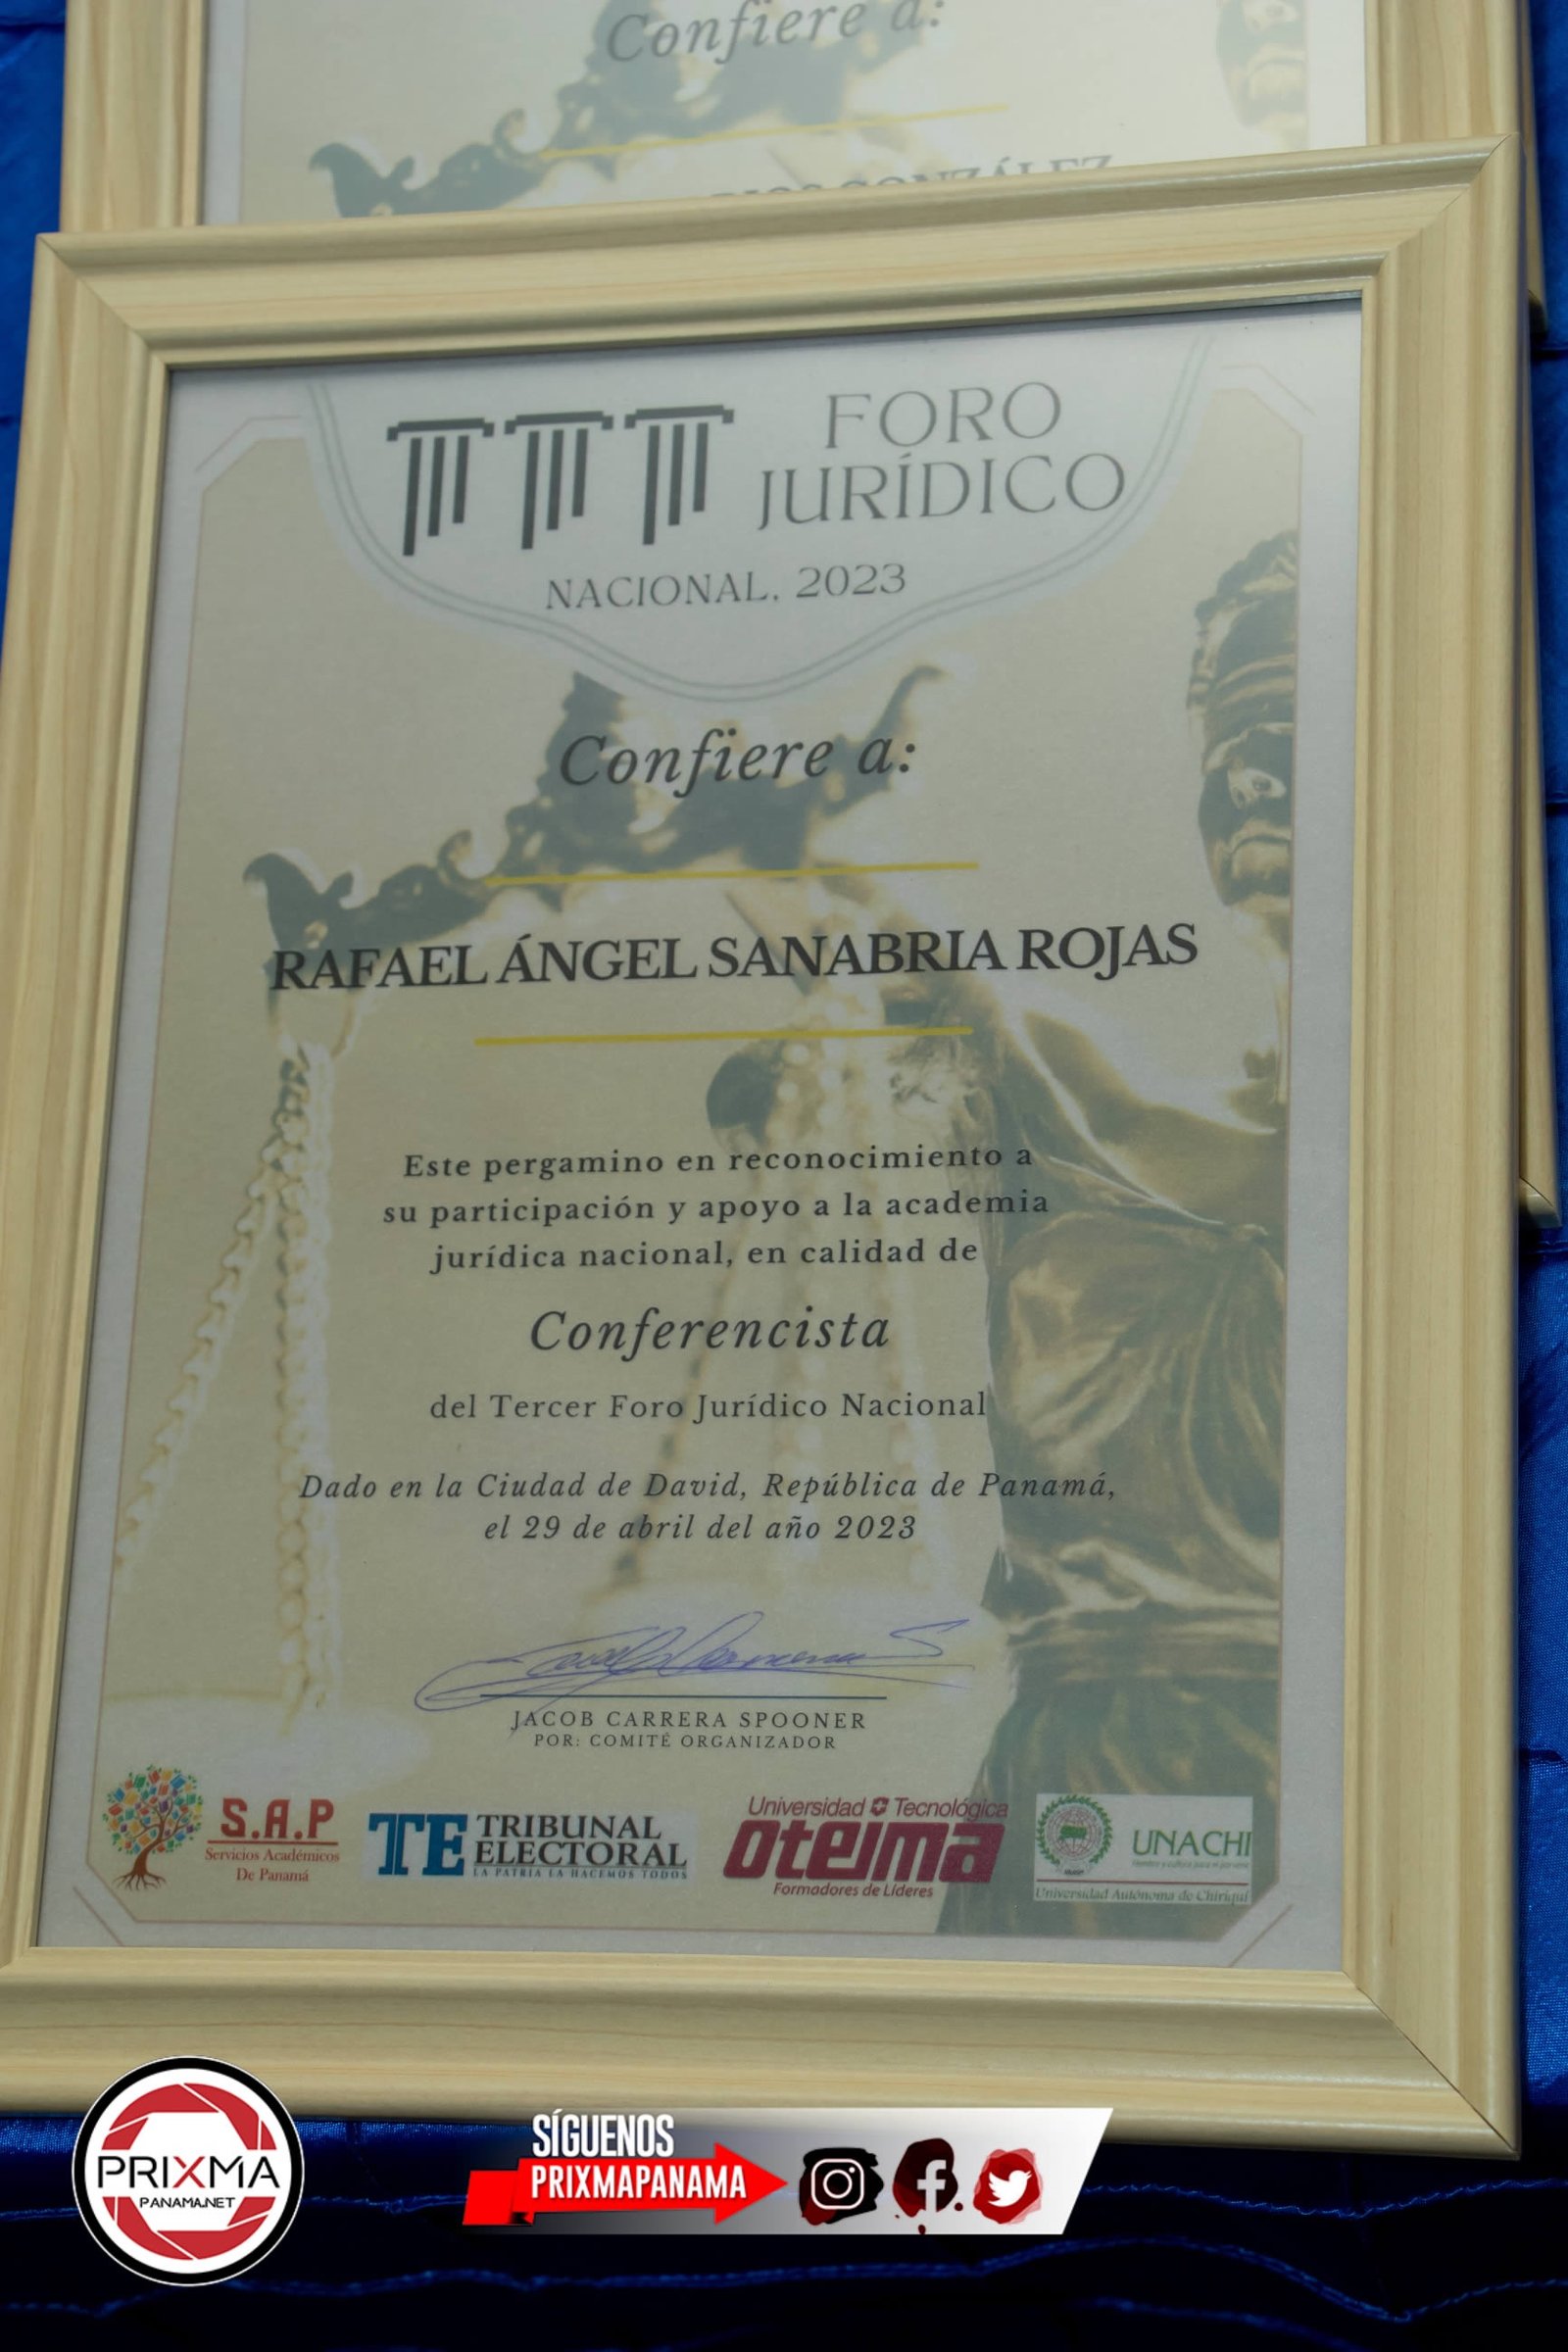 Confiere a:
GONZÁLEZ
FORO
JURÍDICO
NACIONAL, 2023
Confiere a:
RAFAEL ÁNGEL SANABRIA ROJAS
Este pergamino en reconocimiento a
su participación y apoyo a la academia
jurídica nacional, en calidad de
Conferencista
del Tercer Foro Jurídico Nacional
Dado en la Ciudad de David, República de Panamá,
el 29 de abril del año 2023
JACOB CARRERA SPOONER
POR: COMITÉ ORGANIZADOR
S.A.P
Servicios Académicos
De Panamá
TE TRIBUNAL
ELECTORAL
LA PATRIA LA HACEMOS TODOS
Universidad Tecnológica
oteima
Formadores de Líderes
UNACHI
Universidad Autónoma de Chiriquí
PRIXMA
PANAMA.NET
SÍGUENOS
PRIXMAPANAMA